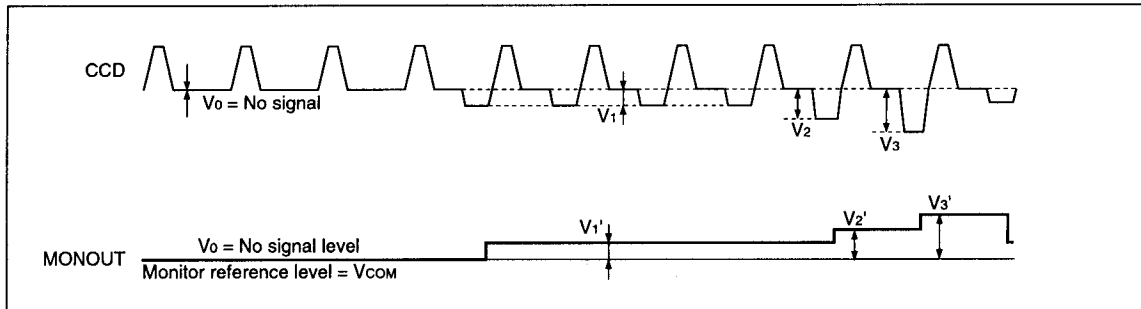 CCD
V0 = No signal
V1
V2
V3
MONOUT
V0 = No signal level
Monitor reference level = VCOM
V1'
V2'
V3'